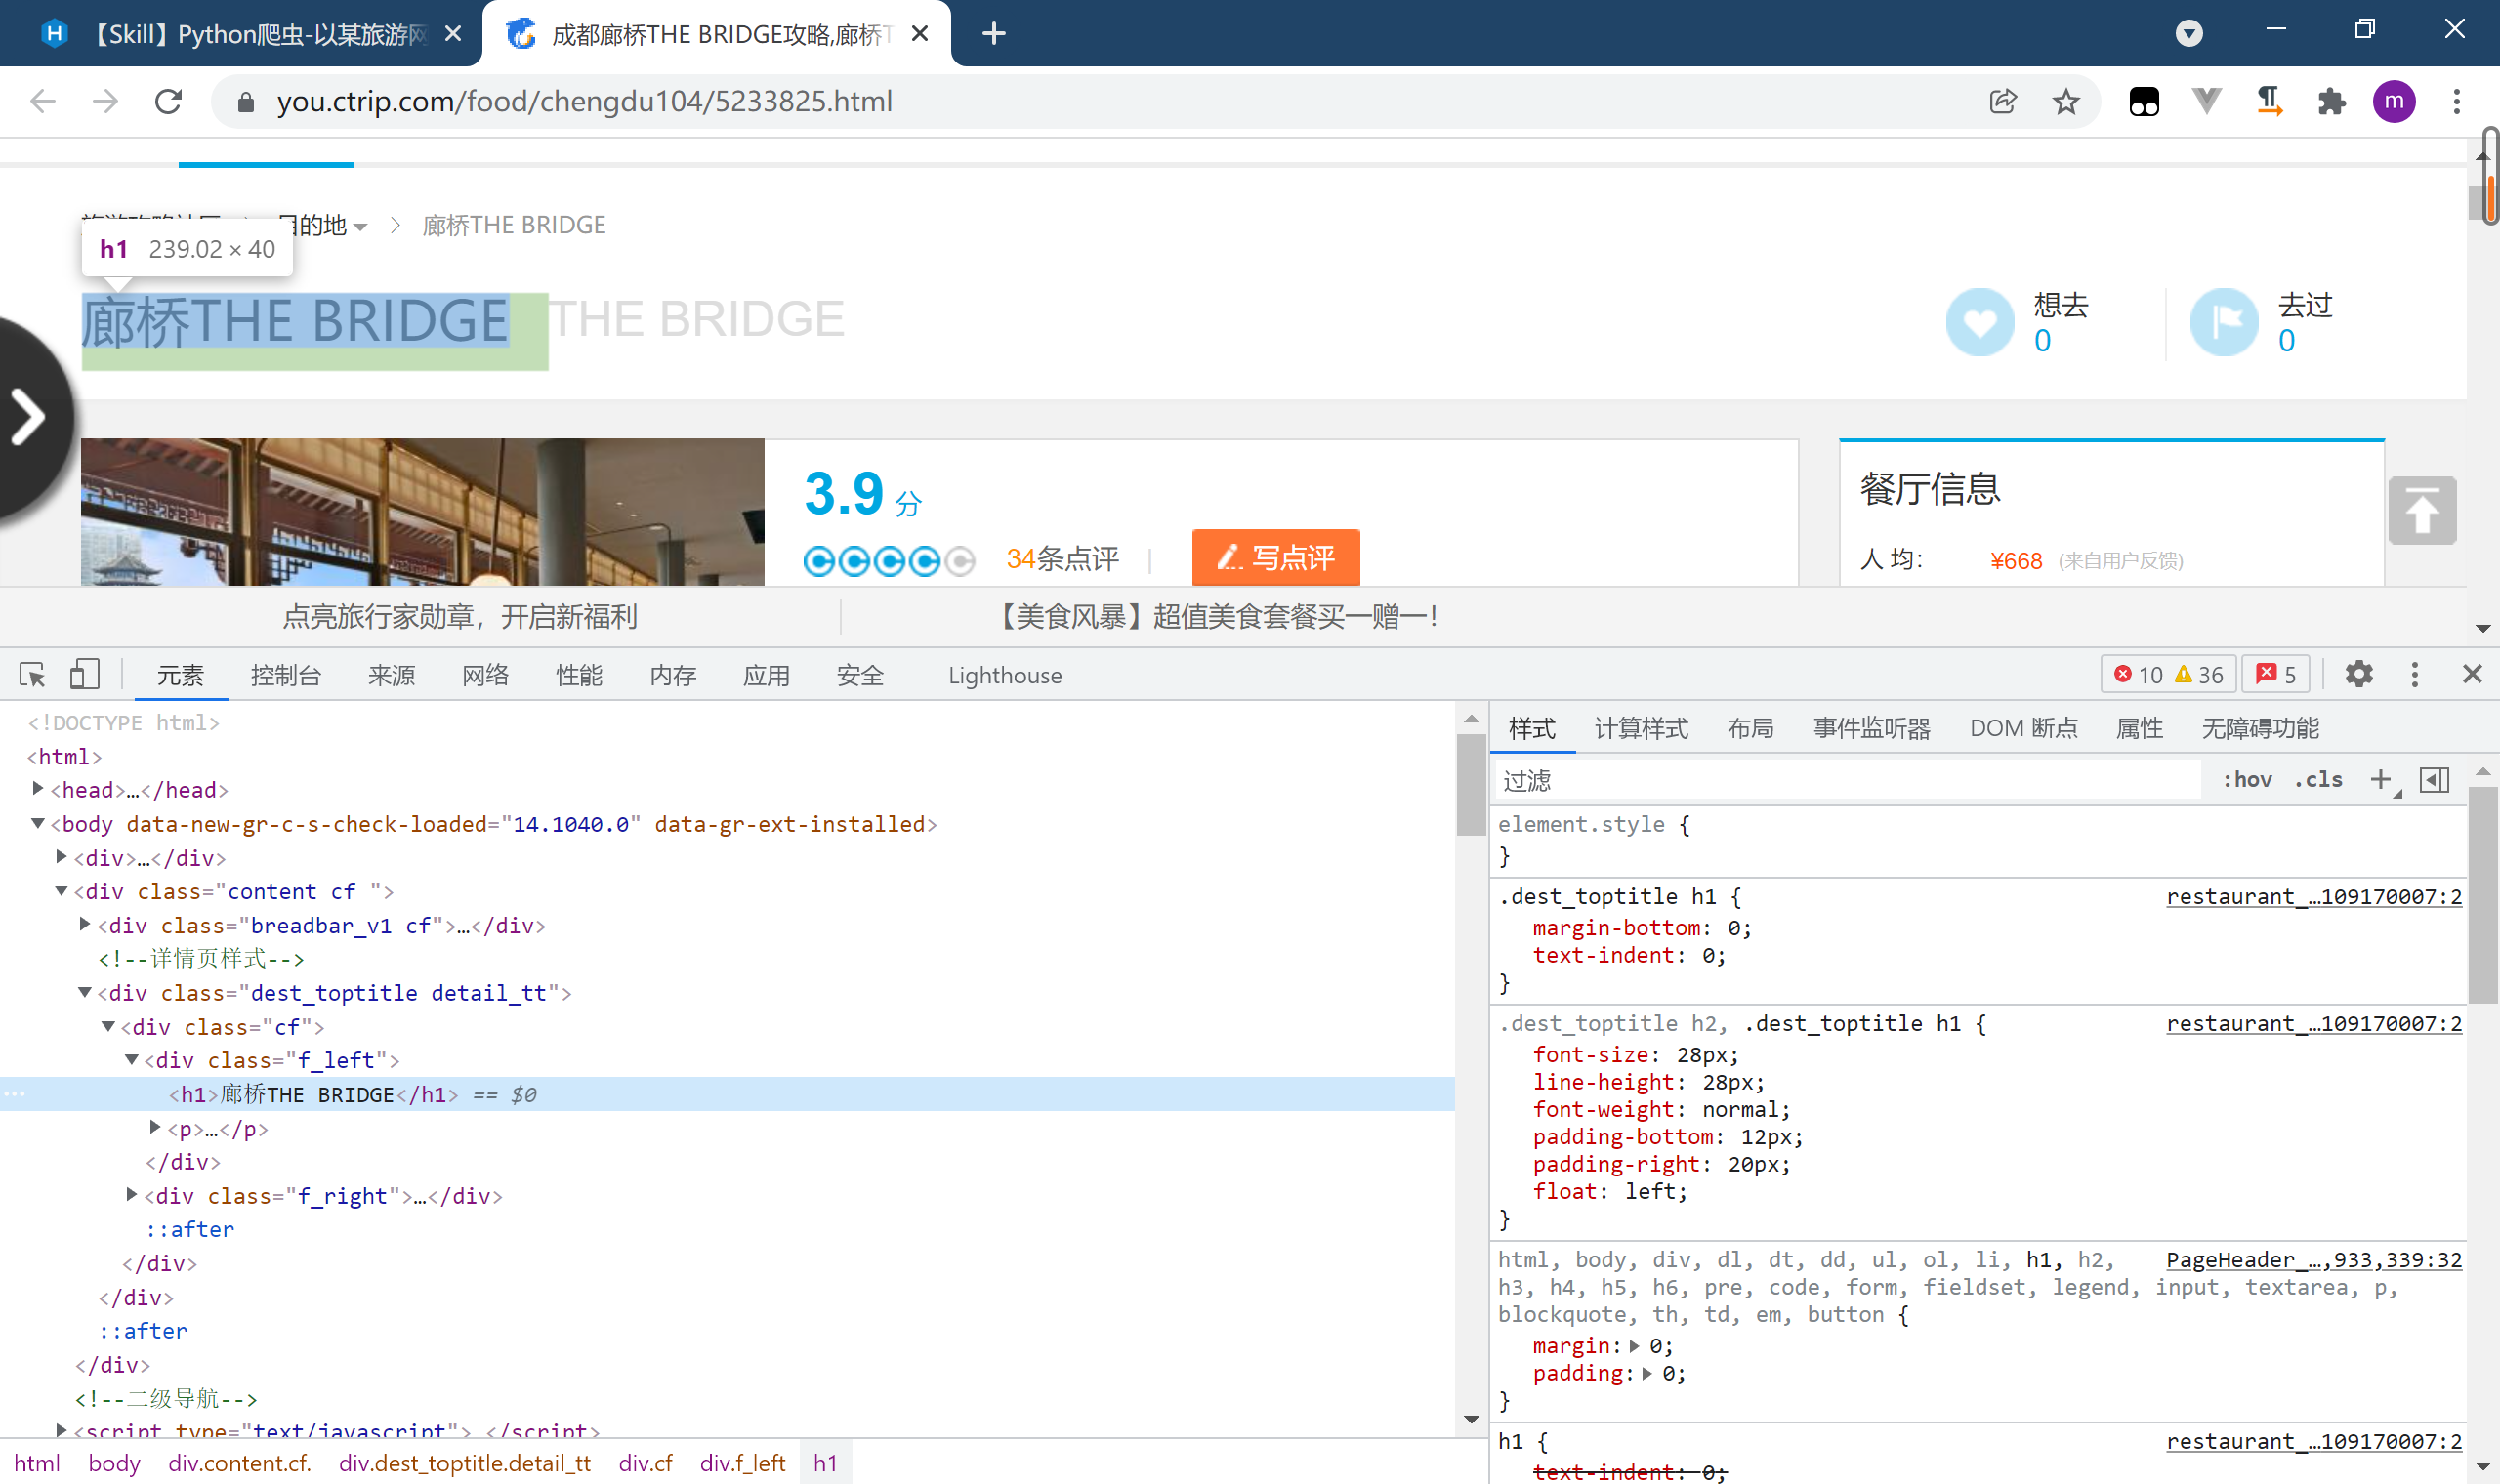 【Skill】Python爬虫-以某旅游网
成都廊桥THE BRIDGE攻略,廊桥T
you.ctrip.com/food/chengdu104/5233825.html
m
目的地
廊桥THE BRIDGE
h1 239.02 × 40
廊桥THE BRIDGE
THE BRIDGE
想去
0
去过
0
3.9 分
34条点评
写点评
餐厅信息
人 均：
¥668 (来自用户反馈)
点亮旅行家勋章，开启新福利
【美食风暴】超值美食套餐买一赠一！
元素 控制台 来源 网络 性能 内存 应用 安全 Lighthouse
10 36 5
<!DOCTYPE html>
<html>
<head>…</head>
<body data-new-gr-c-s-check-loaded="14.1040.0" data-gr-ext-installed>
<div>…</div>
<div class="content cf ">
<div class="breadbar_v1 cf">…</div>
<!--详情页样式-->
<div class="dest_toptitle detail_tt">
<div class="cf">
<div class="f_left">
<h1>廊桥THE BRIDGE</h1> == $0
<p>…</p>
</div>
<div class="f_right">…</div>
::after
</div>
</div>
::after
</div>
<!--二级导航-->
<script type="text/javascript"> </script>
html body div.content.cf. div.dest_toptitle.detail_tt div.cf div.f_left h1
样式 计算样式 布局 事件监听器 DOM 断点 属性 无障碍功能
过滤 :hov .cls
element.style {
}
.dest_toptitle h1 { restaurant_…109170007:2
margin-bottom: 0;
text-indent: 0;
}
.dest_toptitle h2, .dest_toptitle h1 { restaurant_…109170007:2
font-size: 28px;
line-height: 28px;
font-weight: normal;
padding-bottom: 12px;
padding-right: 20px;
float: left;
}
html, body, div, dl, dt, dd, ul, ol, li, h1, h2, PageHeader_…,933,339:32
h3, h4, h5, h6, pre, code, form, fieldset, legend, input, textarea, p,
blockquote, th, td, em, button {
margin: 0;
padding: 0;
}
h1 { restaurant_…109170007:2
text-indent: 0;